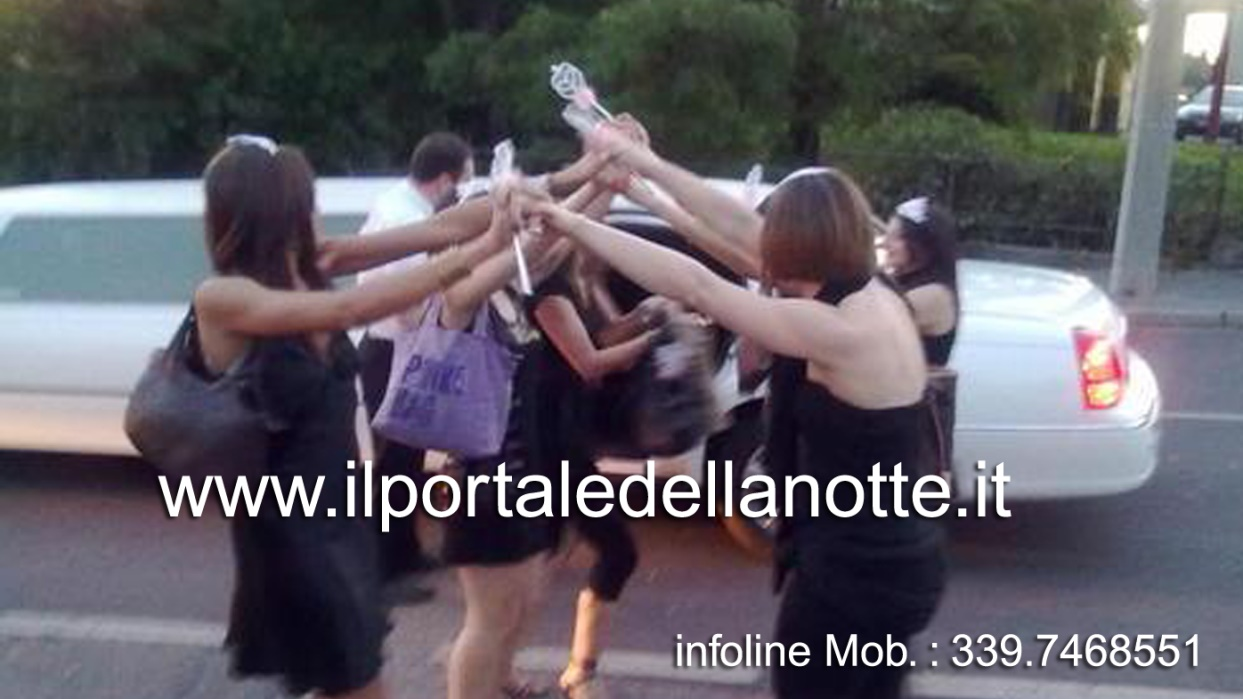 www.ilportaledellanotte.it
infoline Mob. : 339.7468551